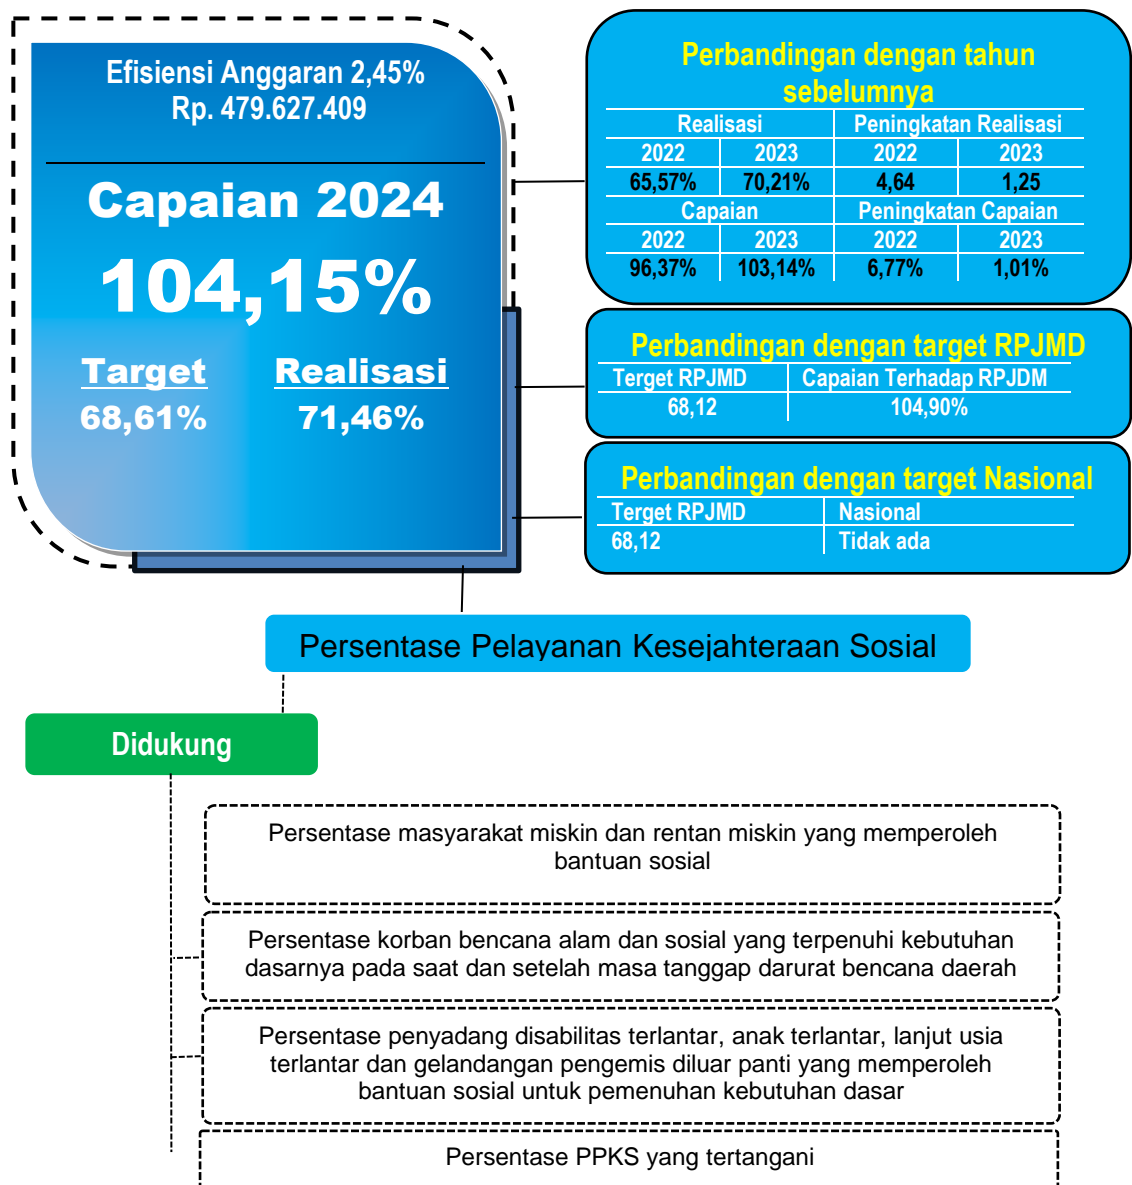 Efisiensi Anggaran 2,45%
Rp. 479.627.409
Capaian 2024
104,15%
Target Realisasi
68,61% 71,46%
Perbandingan dengan tahun
sebelumnya
Realisasi Peningkatan Realisasi
2022 2023 2022 2023
65,57% 70,21% 4,64 1,25
Capaian Peningkatan Capaian
2022 2023 2022 2023
96,37% 103,14% 6,77% 1,01%
Perbandingan dengan target RPJMD
Terget RPJMD Capaian Terhadap RPJDM
68,12 104,90%
Perbandingan dengan target Nasional
Terget RPJMD Nasional
68,12 Tidak ada
Persentase Pelayanan Kesejahteraan Sosial
Didukung
Persentase masyarakat miskin dan rentan miskin yang memperoleh
bantuan sosial
Persentase korban bencana alam dan sosial yang terpenuhi kebutuhan
dasarnya pada saat dan setelah masa tanggap darurat bencana daerah
Persentase penyadang disabilitas terlantar, anak terlantar, lanjut usia
terlantar dan gelandangan pengemis diluar panti yang memperoleh
bantuan sosial untuk pemenuhan kebutuhan dasar
Persentase PPKS yang tertangani